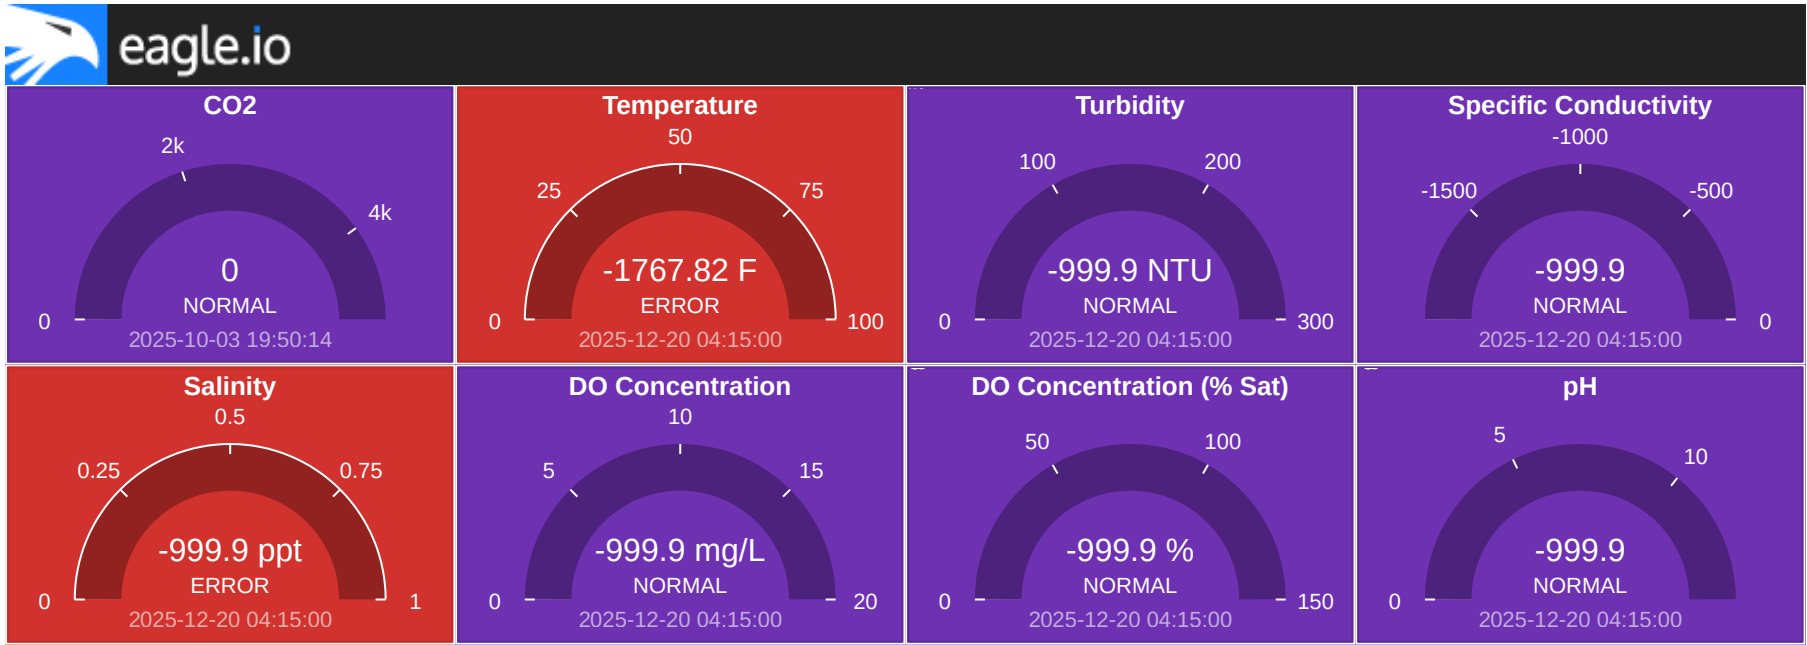 eagle.io
CO2
2k
4k
0
0
NORMAL
2025-10-03 19:50:14
Temperature
50
25
75
-1767.82 F
ERROR
0
100
2025-12-20 04:15:00
Turbidity
100
200
-999.9 NTU
NORMAL
0
300
2025-12-20 04:15:00
Specific Conductivity
-1000
-1500
-500
-999.9
NORMAL
0
2025-12-20 04:15:00
Salinity
0.5
0.25
0.75
-999.9 ppt
ERROR
0
1
2025-12-20 04:15:00
DO Concentration
10
5
15
-999.9 mg/L
NORMAL
0
20
2025-12-20 04:15:00
DO Concentration (% Sat)
50
100
-999.9 %
NORMAL
0
150
2025-12-20 04:15:00
pH
5
10
-999.9
NORMAL
0
2025-12-20 04:15:00